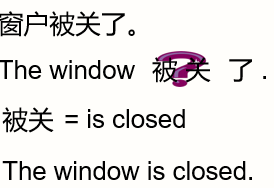 窗户被关了。
The window 被 关 了 .
被关 = is closed
The window is closed.